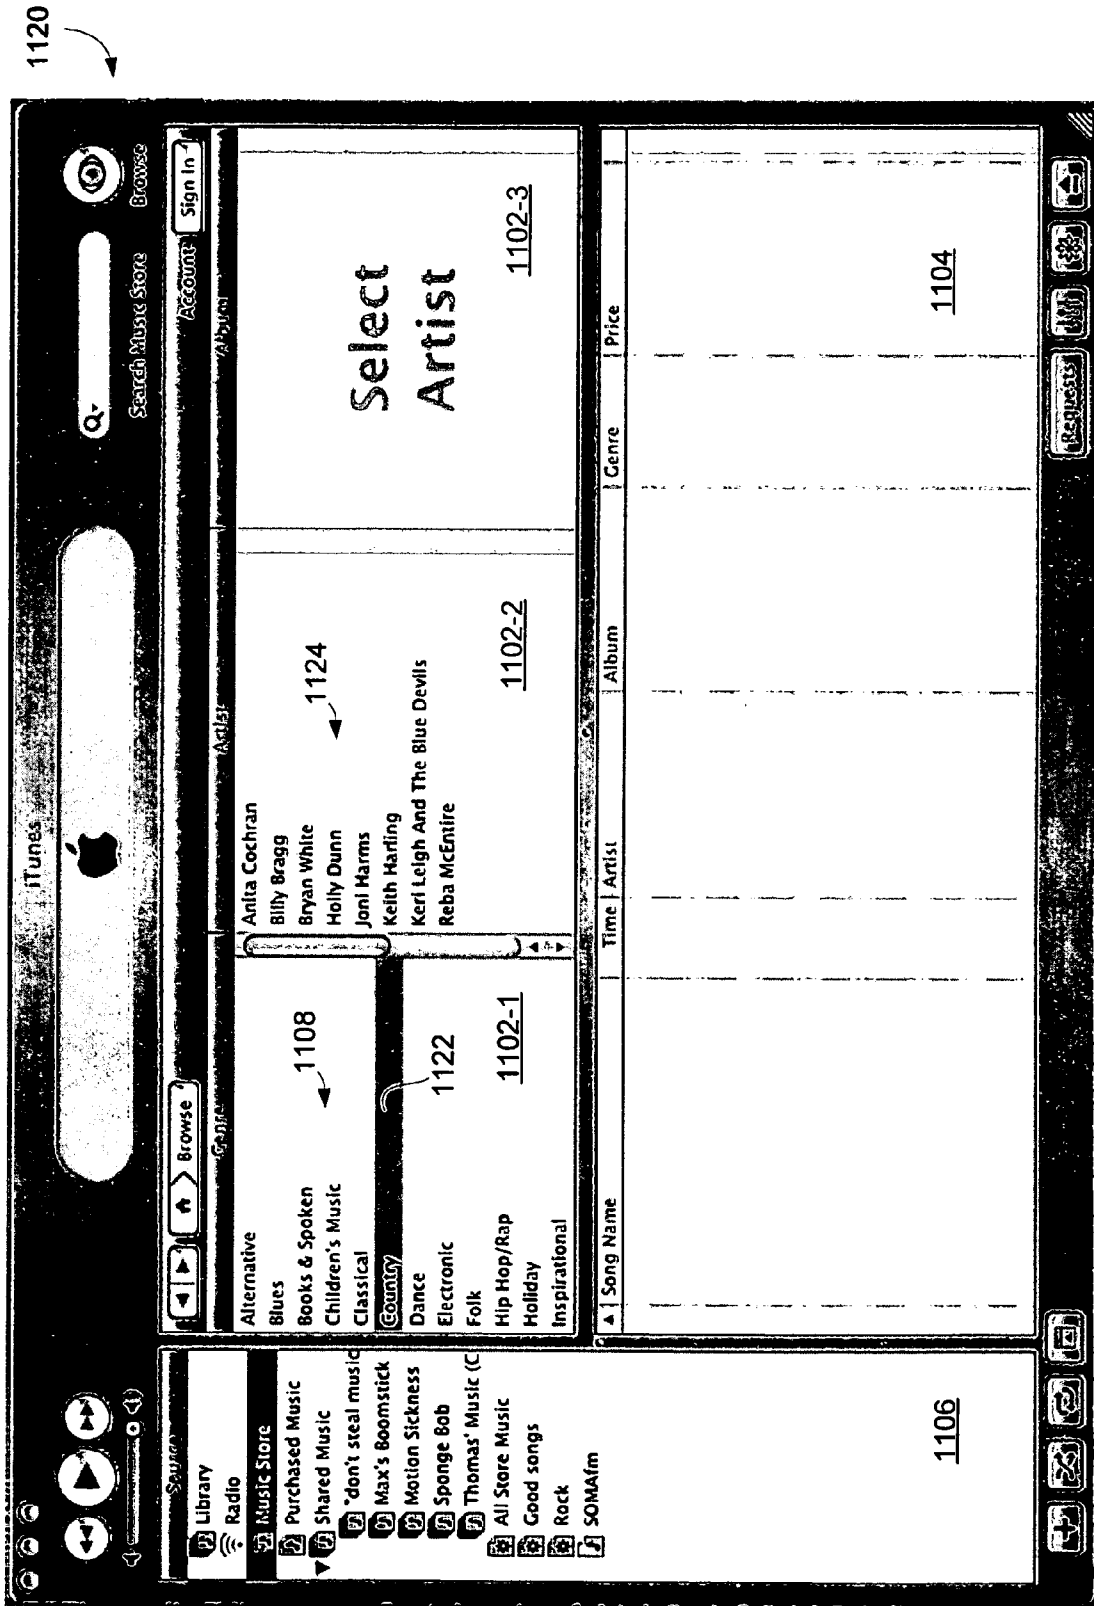 1120
iTunes
Search Music Store
Browse
Source
Library
Radio
Music Store
Purchased Music
Shared Music
"don't steal music
Max's Boomstick
Motion Sickness
Sponge Bob
Thomas' Music (C
All Store Music
Good songs
Rock
SOMAfm
1106
Browse
Account
Sign In
Genre
Artist
Album
Alternative
Blues
Books & Spoken
Children's Music
Classical
Country
Dance
Electronic
Folk
Hip Hop/Rap
Holiday
Inspirational
1108
1122
1102-1
Anita Cochran
Billy Bragg
Bryan White
Holly Dunn
Joni Harms
Keith Harling
Keri Leigh And The Blue Devils
Reba McEntire
1124
1102-2
Select
Artist
1102-3
Song Name
Time
Artist
Album
Genre
Price
1104
Requests